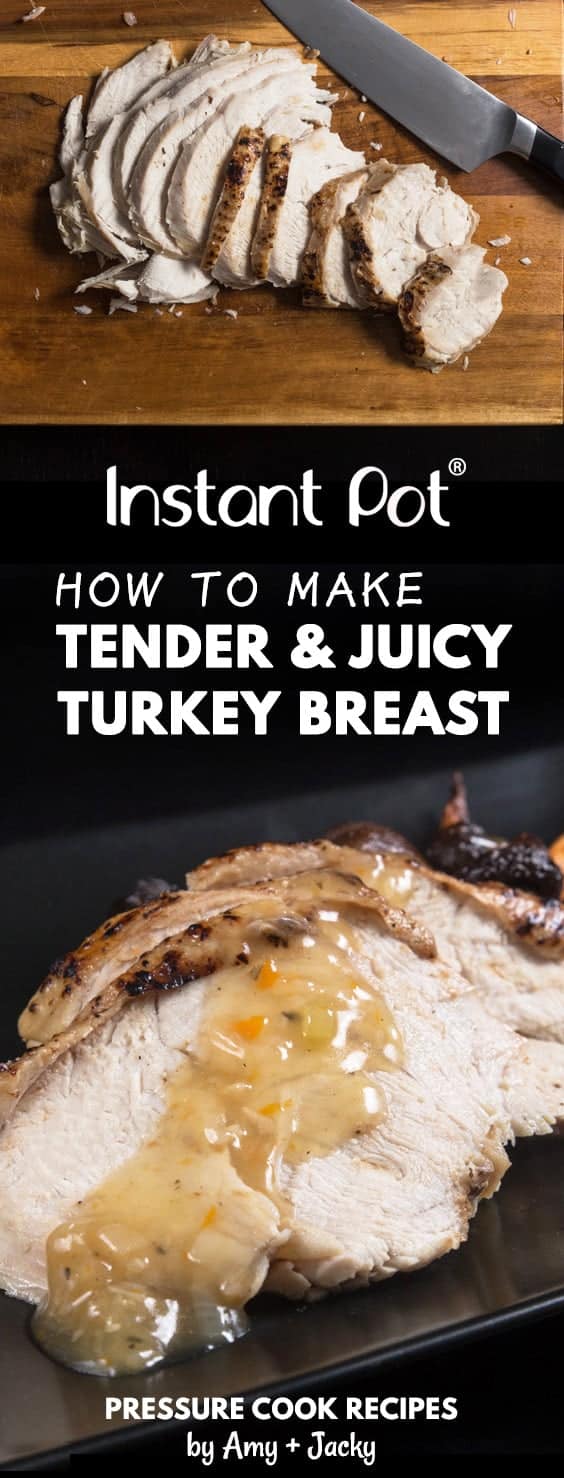 Instant Pot®
HOW TO MAKE
TENDER & JUICY
TURKEY BREAST
PRESSURE COOK RECIPES
by Amy + Jacky